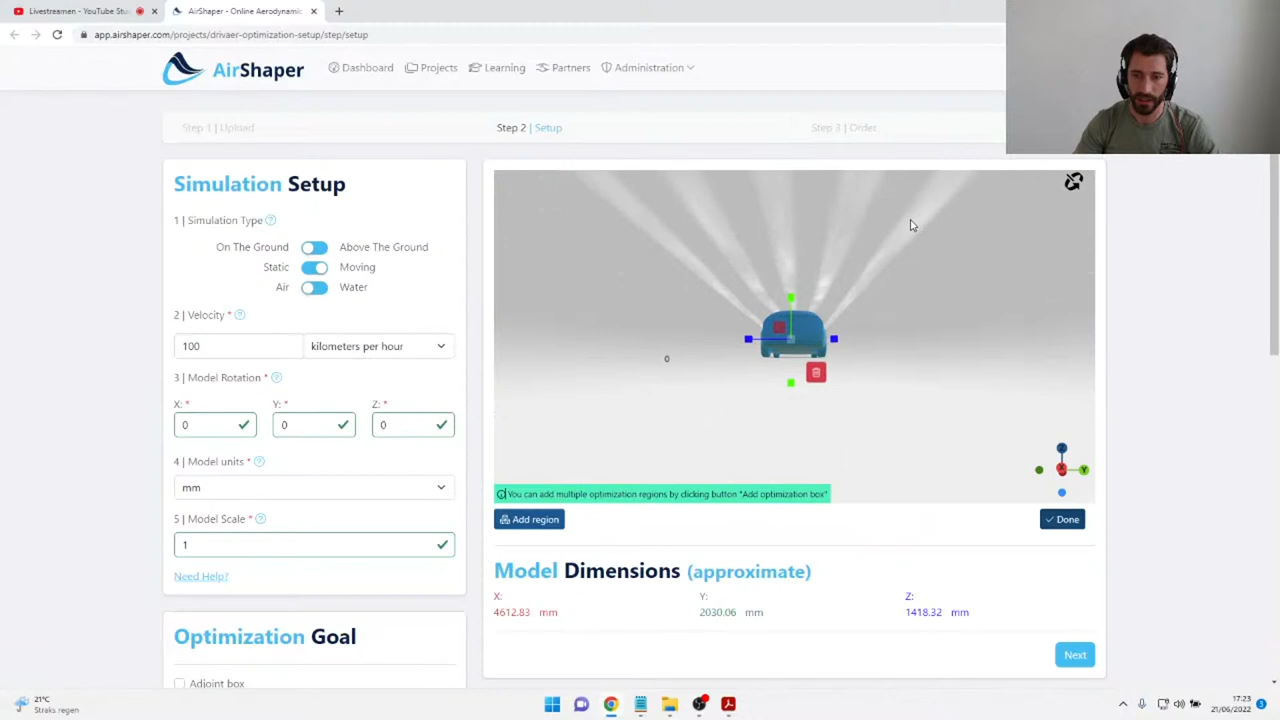 Livestreamen - YouTube Stu
AirShaper - Online Aerodynamic
app.airshaper.com/projects/drivaer-optimization-setup/step/setup
AirShaper
Dashboard
Projects
Learning
Partners
Administration
Step 1 | Upload
Step 2 | Setup
Step 3 | Order
Simulation Setup
1 | Simulation Type
On The Ground
Above The Ground
Static
Moving
Air
Water
2 | Velocity *
100
kilometers per hour
3 | Model Rotation *
X: *
Y: *
Z: *
0
0
0
4 | Model units *
mm
5 | Model Scale *
1
Need Help?
Optimization Goal
Adjoint box
0
Z
X
Y
You can add multiple optimization regions by clicking button "Add optimization box"
Add region
Done
Model Dimensions (approximate)
X:
Y:
Z:
4612.83 mm
2030.06 mm
1418.32 mm
Next
21°C
Straks regen
17:23
21/06/2022
3